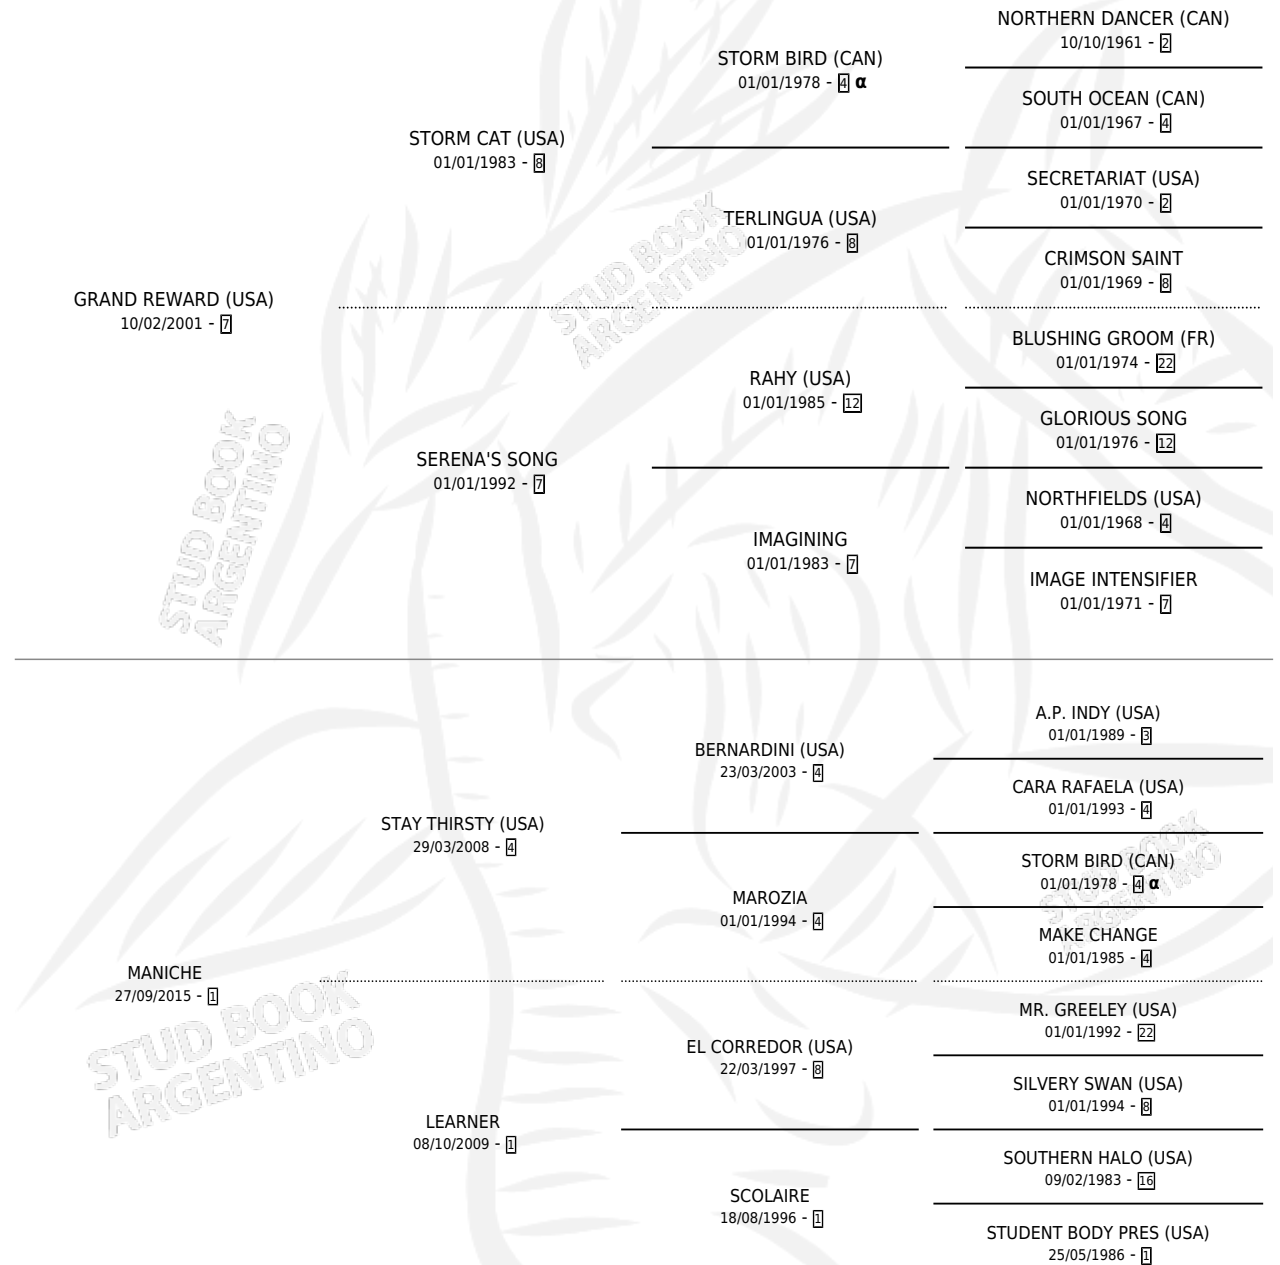 GRAND REWARD (USA)
10/02/2001 - 7
STORM CAT (USA)
01/01/1983 - 8
SERENA'S SONG
01/01/1992 - 7
STORM BIRD (CAN)
01/01/1978 - 4 α
TERLINGUA (USA)
01/01/1976 - 8
RAHY (USA)
01/01/1985 - 12
IMAGINING
01/01/1983 - 7
NORTHERN DANCER (CAN)
10/10/1961 - 2
SOUTH OCEAN (CAN)
01/01/1967 - 4
SECRETARIAT (USA)
01/01/1970 - 2
CRIMSON SAINT
01/01/1969 - 8
BLUSHING GROOM (FR)
01/01/1974 - 22
GLORIOUS SONG
01/01/1976 - 12
NORTHFIELDS (USA)
01/01/1968 - 4
IMAGE INTENSIFIER
01/01/1971 - 7
MANICHE
27/09/2015 - 1
STAY THIRSTY (USA)
29/03/2008 - 4
LEARNER
08/10/2009 - 1
BERNARDINI (USA)
23/03/2003 - 4
MAROZIA
01/01/1994 - 4
EL CORREDOR (USA)
22/03/1997 - 8
SCOLAIRE
18/08/1996 - 1
A.P. INDY (USA)
01/01/1989 - 3
CARA RAFAELA (USA)
01/01/1993 - 4
STORM BIRD (CAN)
01/01/1978 - 4 α
MAKE CHANGE
01/01/1985 - 4
MR. GREELEY (USA)
01/01/1992 - 22
SILVERY SWAN (USA)
01/01/1994 - 8
SOUTHERN HALO (USA)
09/02/1983 - 16
STUDENT BODY PRES (USA)
25/05/1986 - 1
STUD BOOK
ARGENTINO
STUD BOOK
ARGENTINO
STUD BOOK
ARGENTINO
STUD BOOK
ARGENTINO